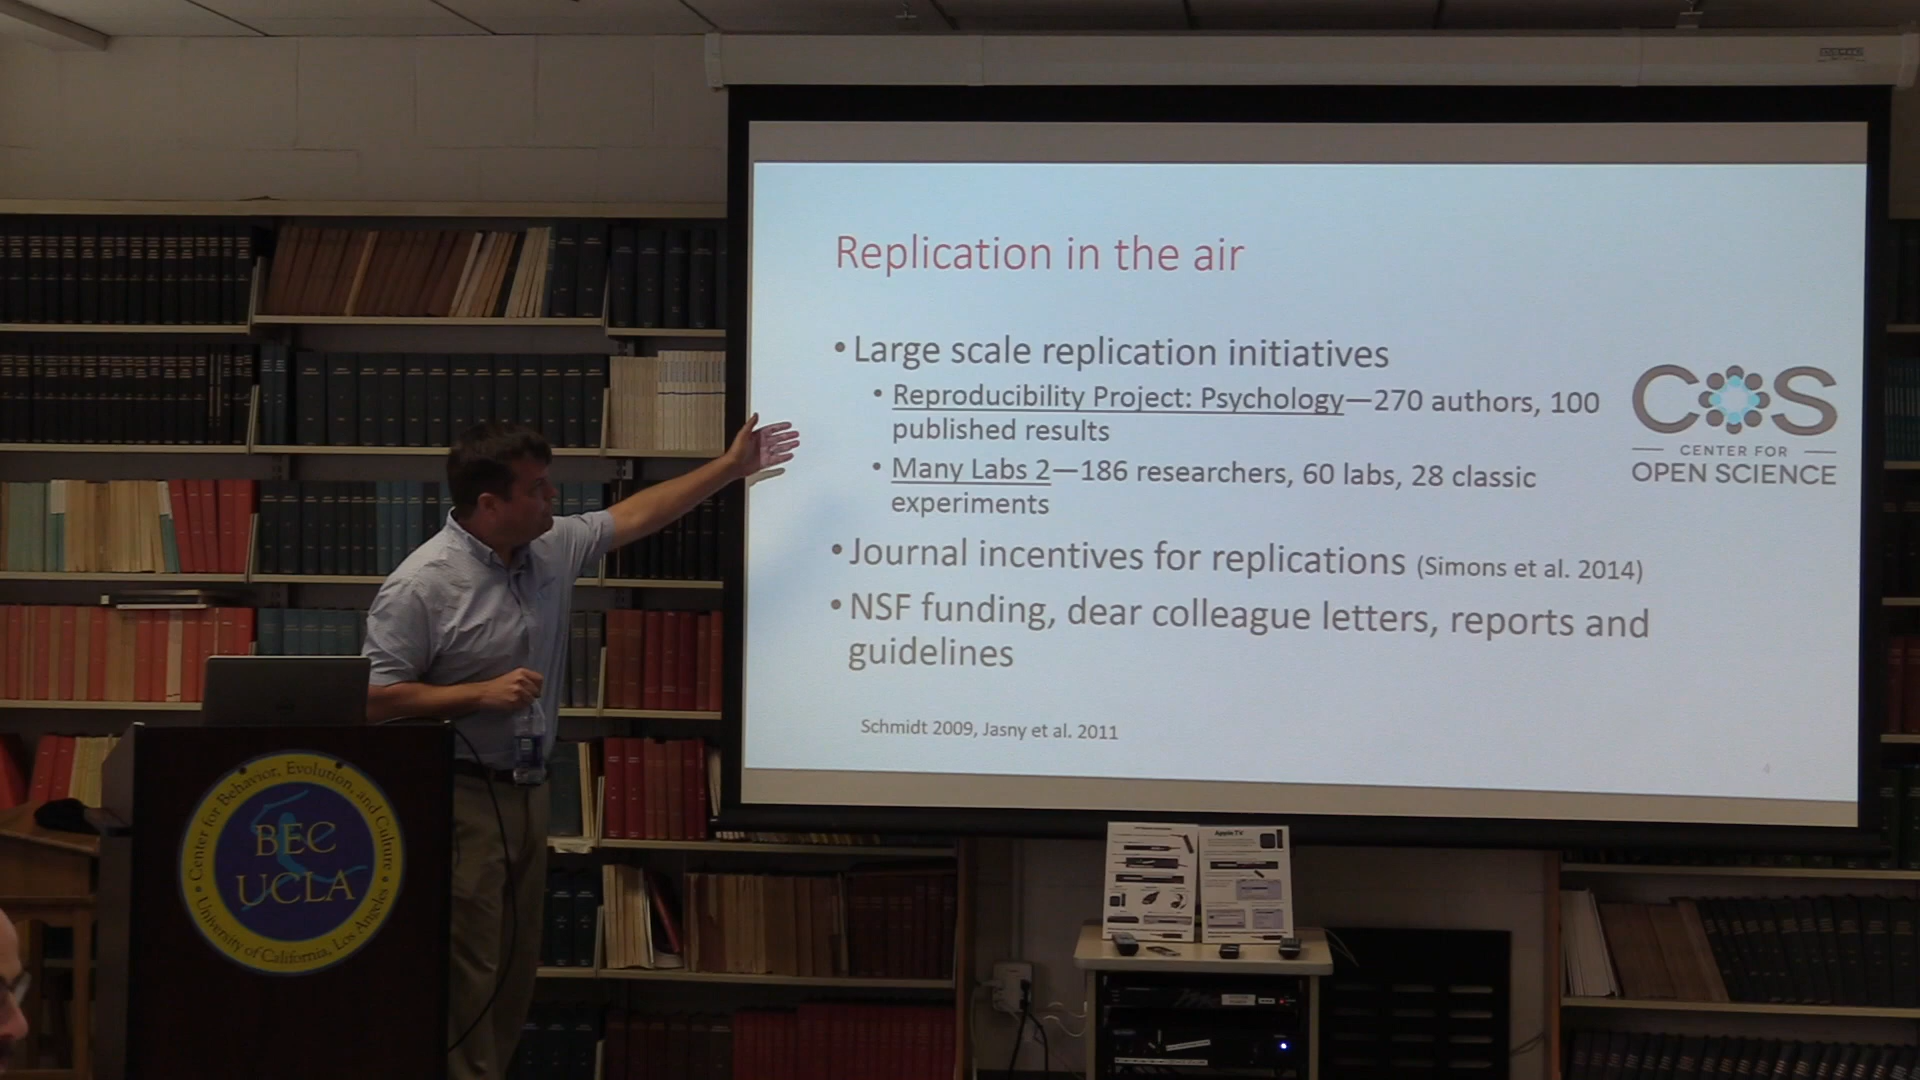 Replication in the air
• Large scale replication initiatives
• Reproducibility Project: Psychology—270 authors, 100
published results
• Many Labs 2—186 researchers, 60 labs, 28 classic
experiments
• Journal incentives for replications (Simons et al. 2014)
• NSF funding, dear colleague letters, reports and
guidelines
Schmidt 2009, Jasny et al. 2011
4
COS
CENTER FOR
OPEN SCIENCE
Center for Behavior, Evolution, and Culture
BEC
UCLA
University of California, Los Angeles
Apple TV